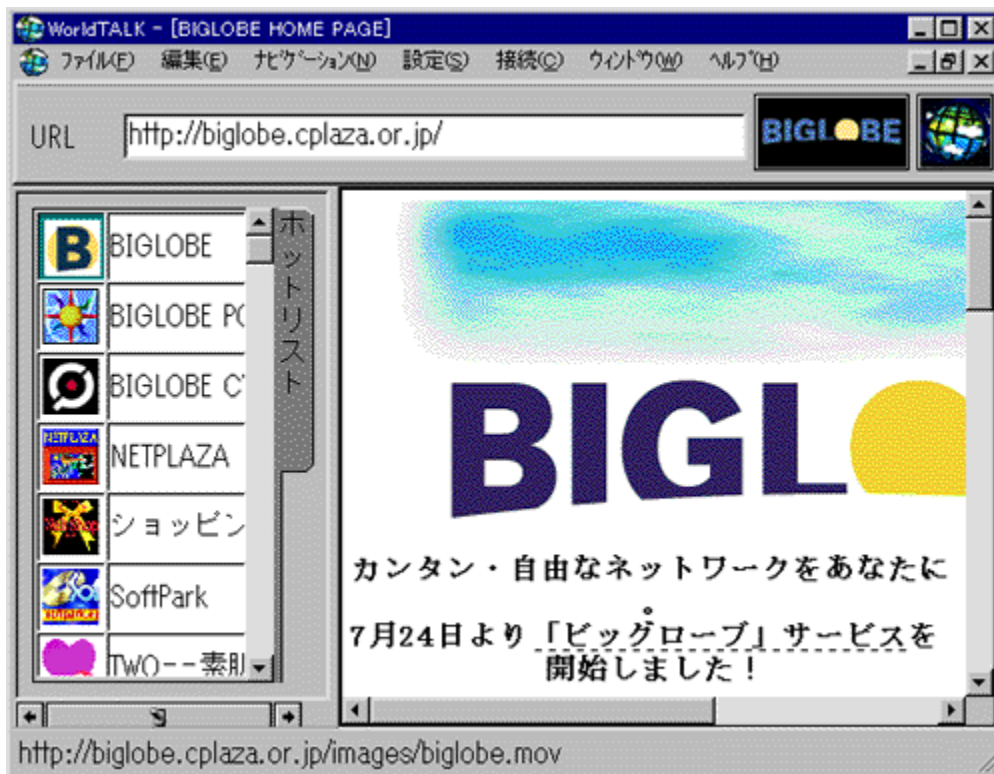 WorldTALK - [BIGLOBE HOME PAGE]
ファイル(F) 編集(E) ナビゲーション(N) 設定(S) 接続(C) ウィンドウ(W) ヘルプ(H)
URL http://biglobe.cplaza.or.jp/
BIGLOBE
ホットリスト
B BIGLOBE
BIGLOBE PO
BIGLOBE C
NETPLAZA NETPLAZA
ショッピン
SoftPark
TWO--素肌
BIGL
カンタン・自由なネットワークをあなたに
。
7月24日より「ビッグローブ」サービスを
開始しました!
http://biglobe.cplaza.or.jp/images/biglobe.mov